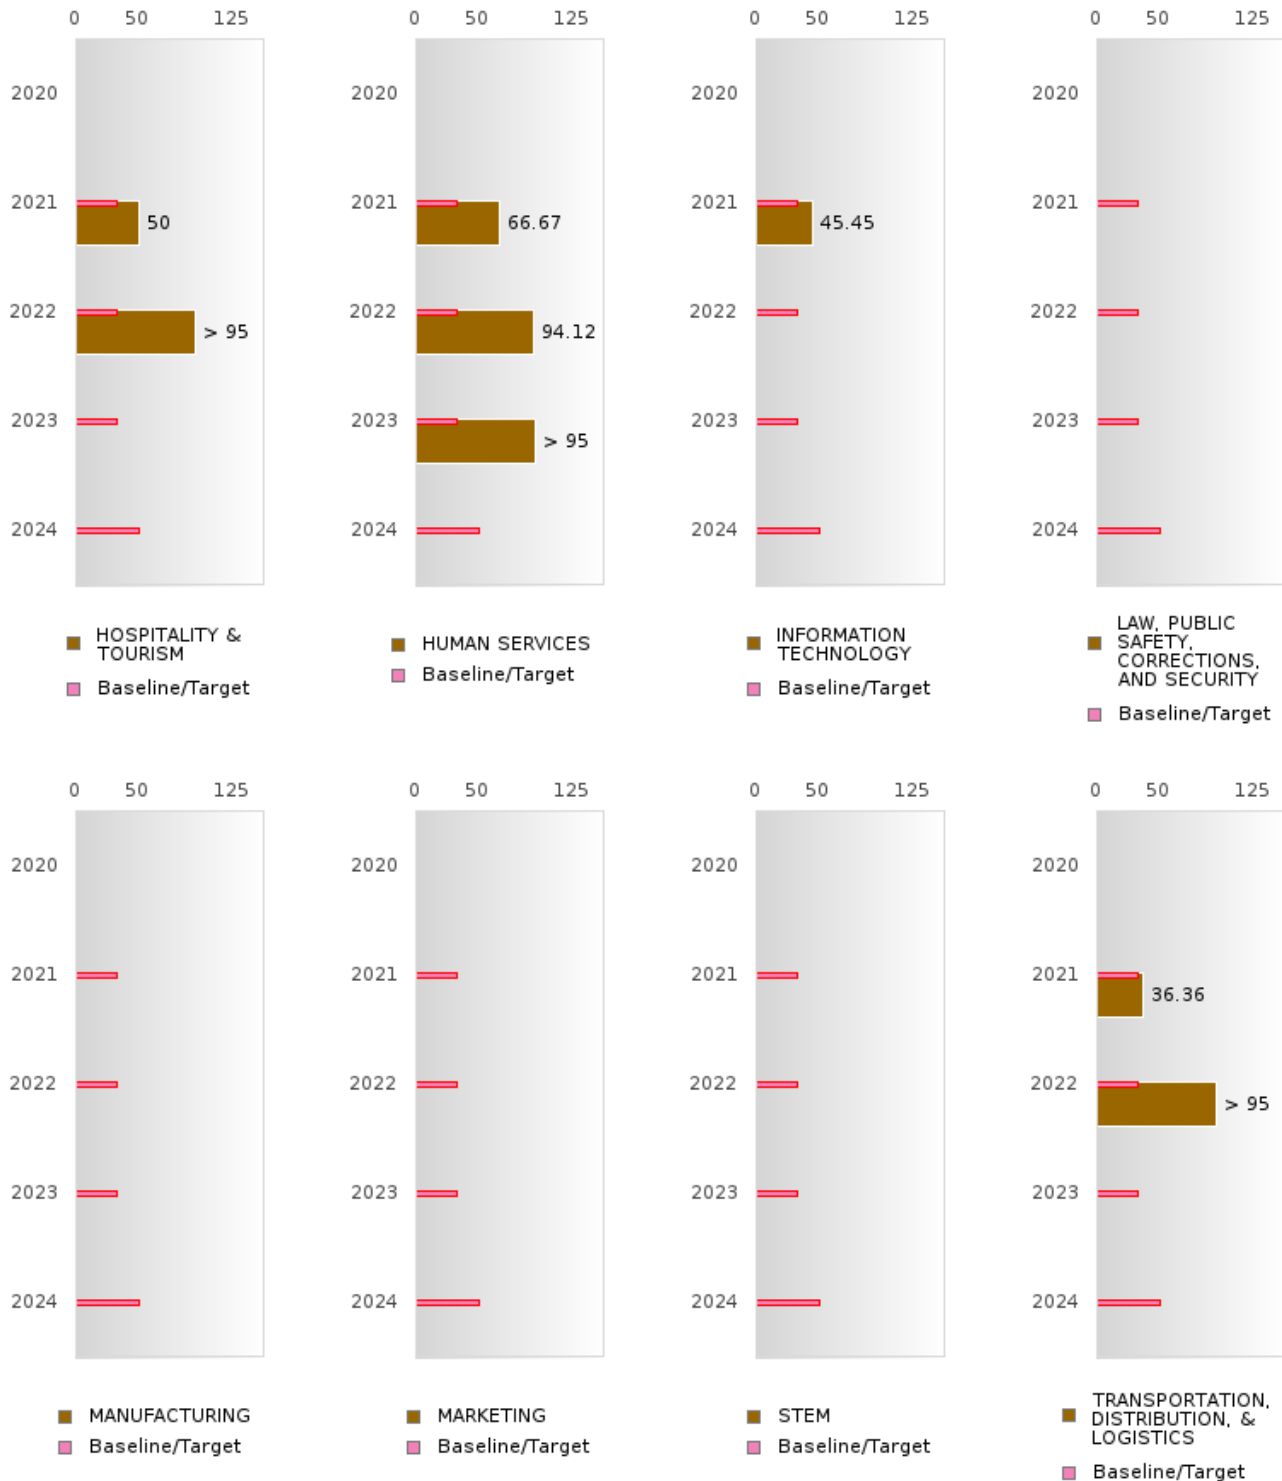 0 50 125 0 50 125 0 50 125 0 50 125
2020 2020 2020 2020
2021 50 2021 66.67 2021 45.45 2021
2022 > 95 2022 94.12 2022 2022
2023 2023 > 95 2023 2023
2024 2024 2024 2024
HOSPITALITY &
TOURISM
Baseline/Target
HUMAN SERVICES
Baseline/Target
INFORMATION
TECHNOLOGY
Baseline/Target
LAW, PUBLIC
SAFETY,
CORRECTIONS,
AND SECURITY
Baseline/Target
0 50 125 0 50 125 0 50 125 0 50 125
2020 2020 2020 2020
2021 2021 2021 2021 36.36
2022 2022 2022 2022 > 95
2023 2023 2023 2023
2024 2024 2024 2024
MANUFACTURING
Baseline/Target
MARKETING
Baseline/Target
STEM
Baseline/Target
TRANSPORTATION,
DISTRIBUTION, &
LOGISTICS
Baseline/Target